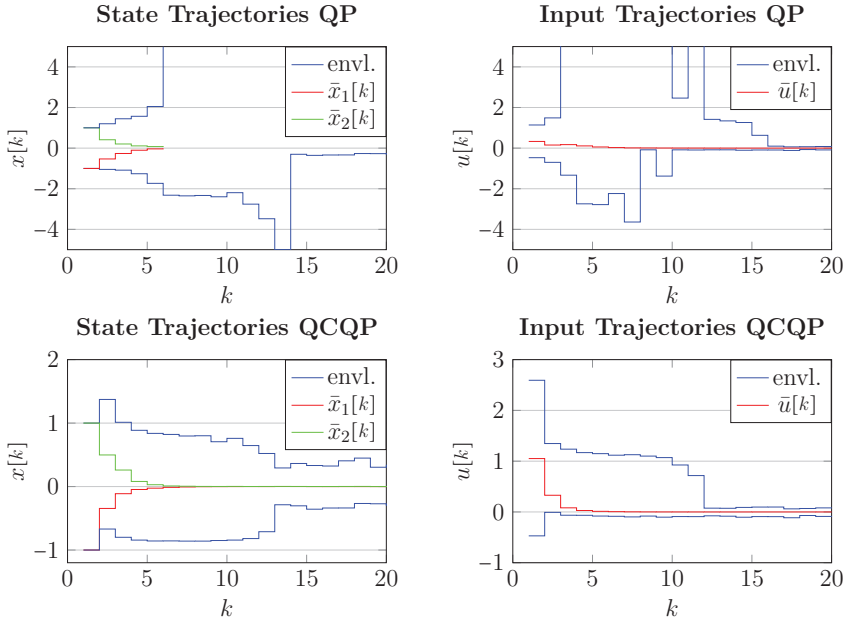 State Trajectories QP
Input Trajectories QP
4
2
0
−2
−4
x[k]
envl.
x̄₁[k]
x̄₂[k]
0
5
10
15
20
k
4
2
0
−2
−4
u[k]
envl.
ū[k]
0
5
10
15
20
k
State Trajectories QCQP
Input Trajectories QCQP
2
1
0
−1
x[k]
envl.
x̄₁[k]
x̄₂[k]
0
5
10
15
20
k
3
2
1
0
−1
u[k]
envl.
ū[k]
0
5
10
15
20
k